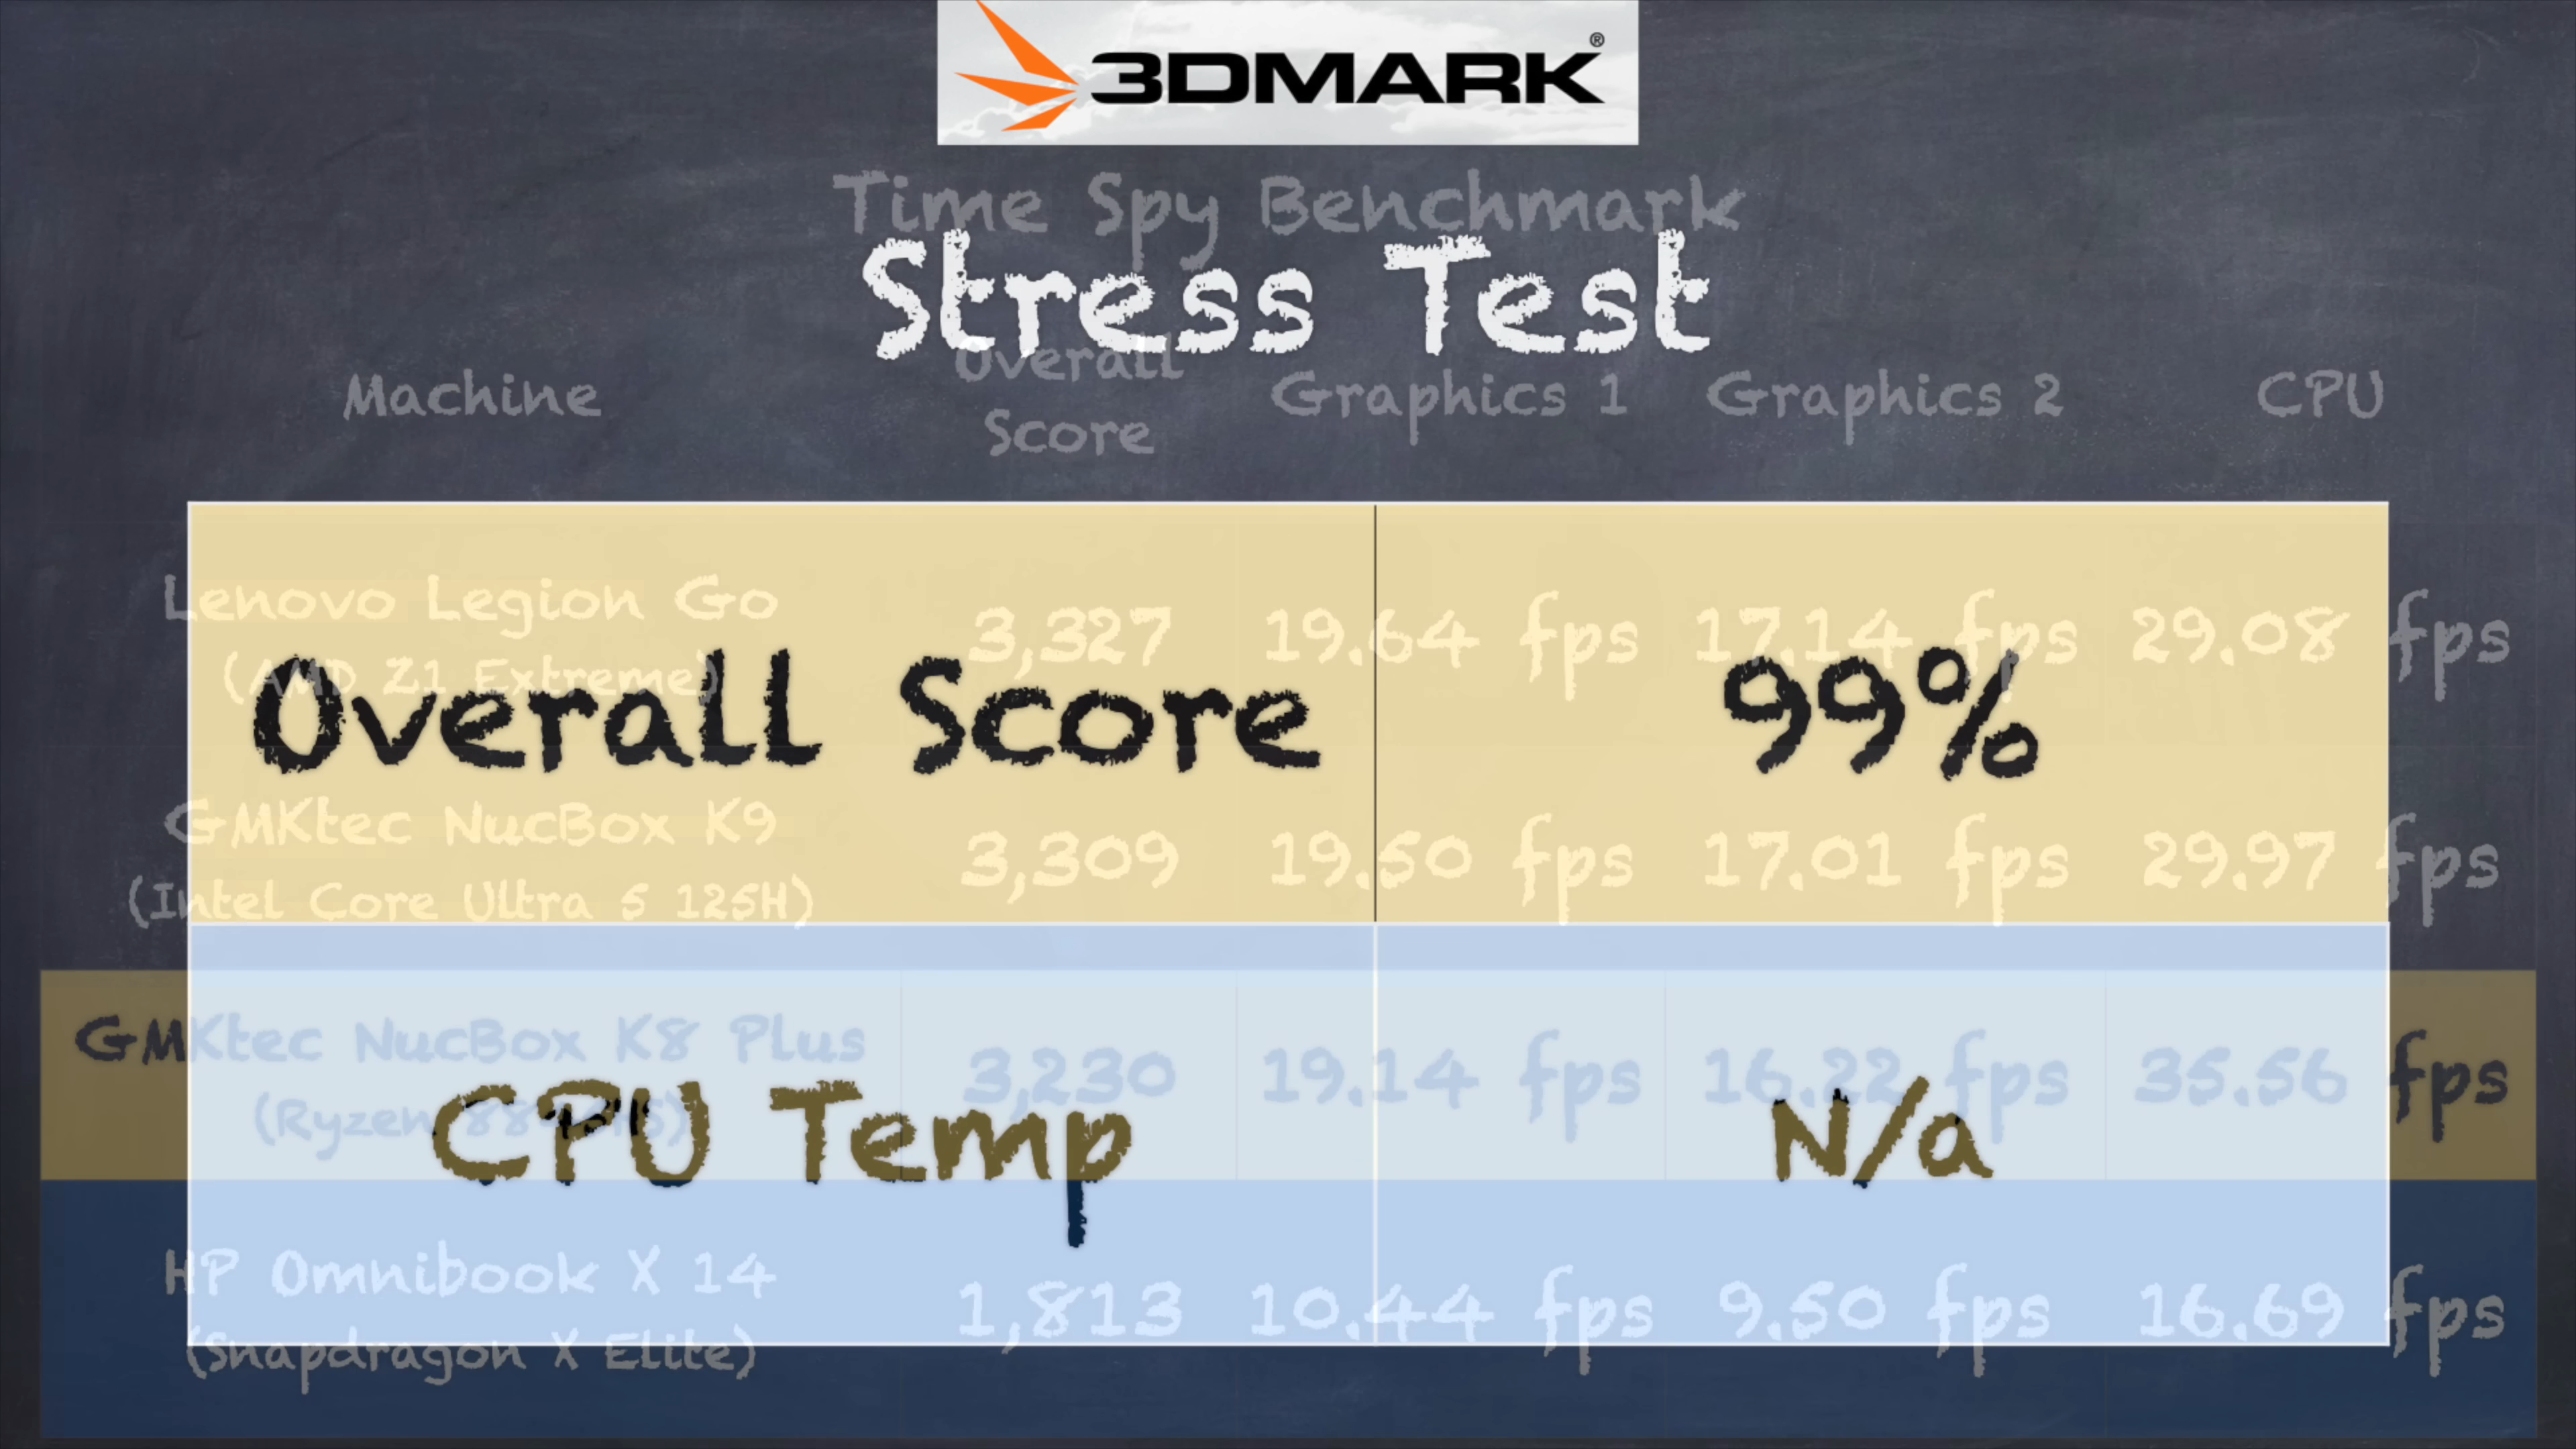 3DMARK®
Time Spy Benchmark
Stress Test
Machine
Overall Score
Graphics 1
Graphics 2
CPU
Lenovo Legion Go
(AMD Z1 Extreme)
3,327
19.64 fps
17.14 fps
29.08 fps
Overall Score
99%
GMKtec NucBox K9
(Intel Core Ultra 5 125H)
3,309
19.50 fps
17.01 fps
29.97 fps
GMKtec NucBox K8 Plus
(Ryzen
3,230
19.14 fps
16.22 fps
35.56 fps
CPU Temp
N/a
HP Omnibook X 14
(Snapdragon X Elite)
1,813
10.44 fps
9.50 fps
16.69 fps